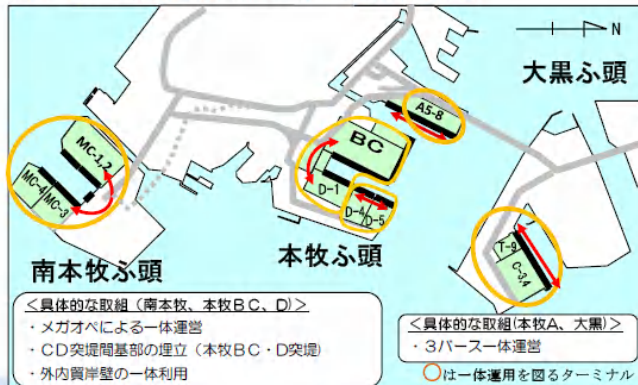 N
大黒ふ頭
A5-8
BC
MC-1,2
MC-4
MC-3
D-1
D-4
D-5
T-9
C-3,4
南本牧ふ頭
本牧ふ頭
＜具体的な取組（南本牧、本牧ＢＣ、Ｄ）＞
・メガオペによる一体運営
・ＣＤ突堤間基部の埋立（本牧ＢＣ・Ｄ突堤）
・外内貿岸壁の一体利用
＜具体的な取組(本牧Ａ、大黒）＞
・３バース一体運営
○は一体運用を図るターミナル